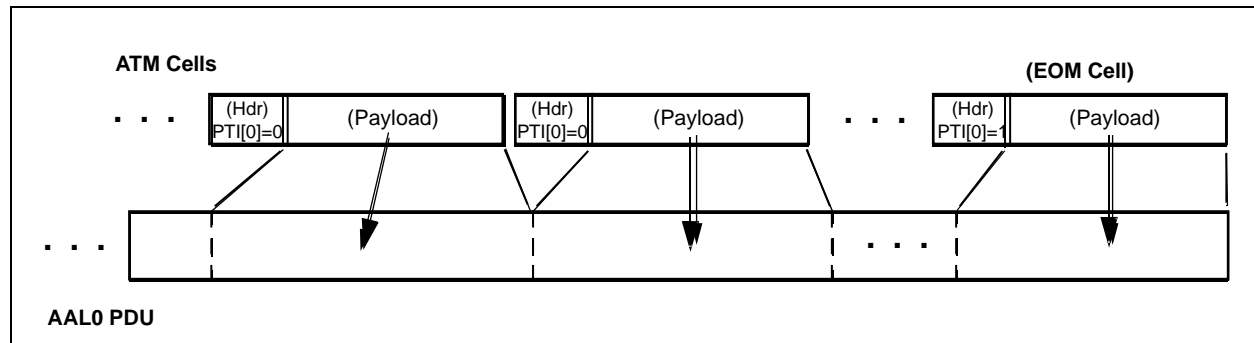 ATM Cells
(EOM Cell)
. . . (Hdr) (Payload) (Hdr) (Payload) . . . (Hdr) (Payload)
PTI[0]=0 PTI[0]=0 PTI[0]=1
. . . . . .
AAL0 PDU